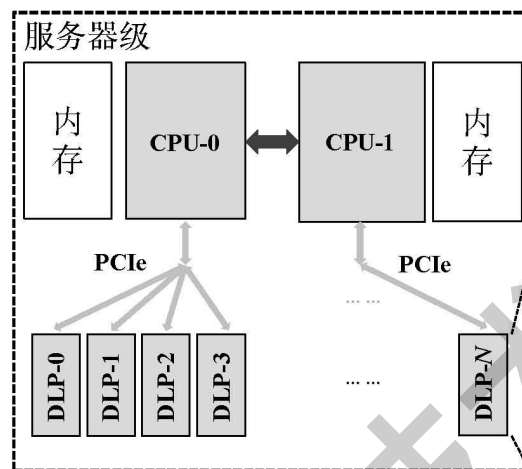 服务器级
内存
CPU-0
CPU-1
内存
PCIe
PCIe
... ...
DLP-0
DLP-1
DLP-2
DLP-3
... ...
DLP-N